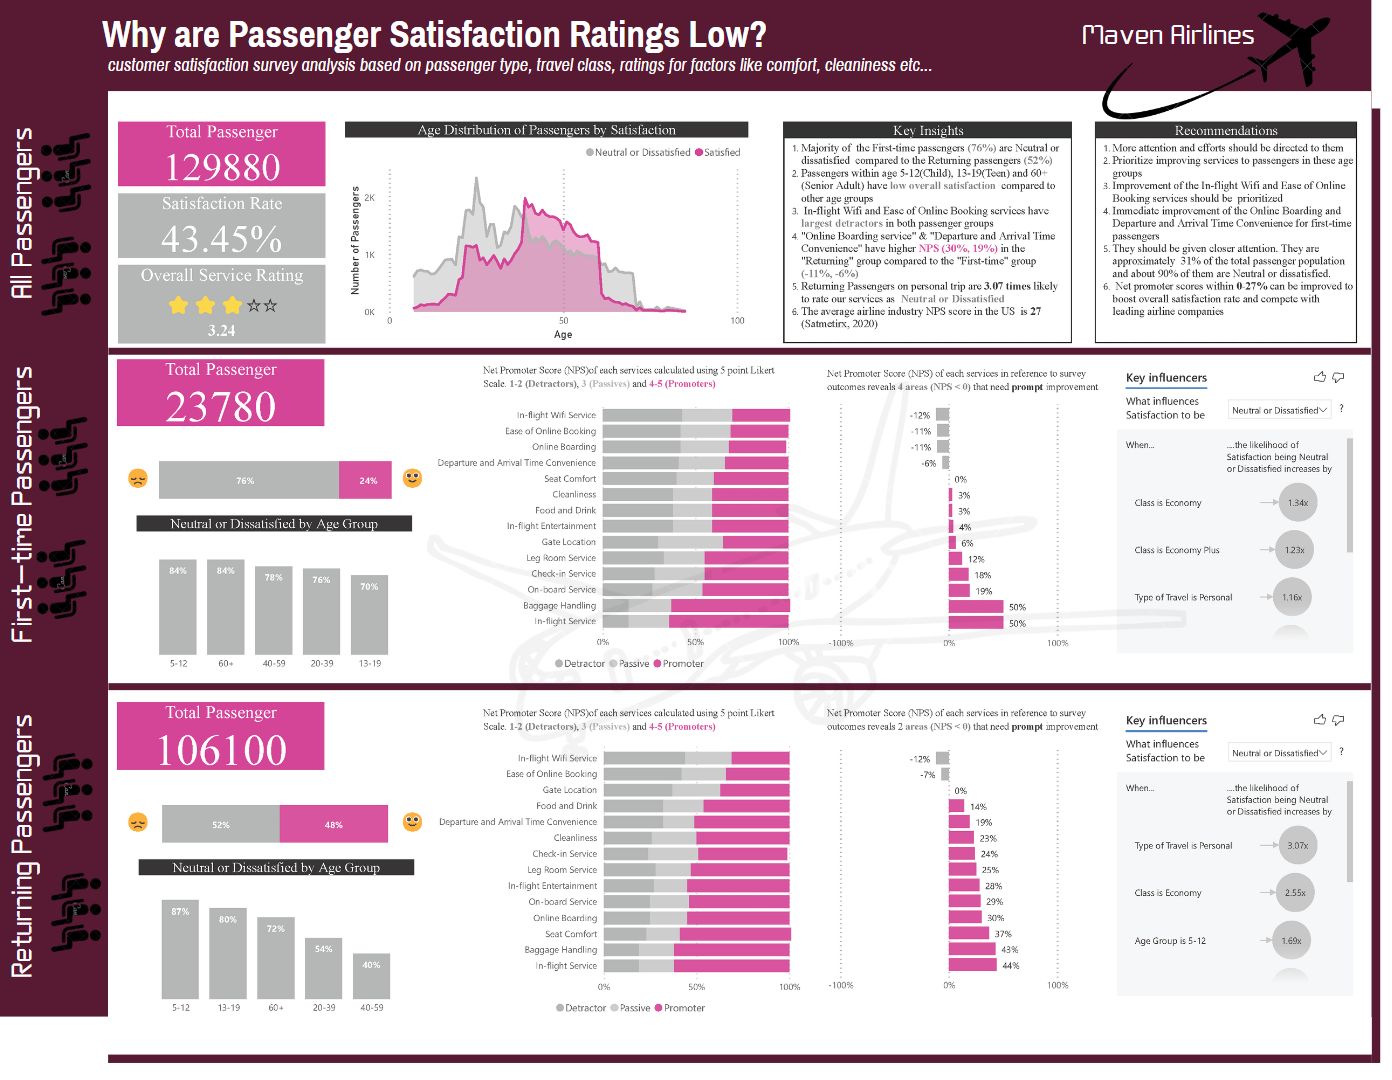 Why are Passenger Satisfaction Ratings Low?
customer satisfaction survey analysis based on passenger type, travel class, ratings for factors like comfort, cleaniness etc...
Maven Airlines
All Passengers
Total Passenger
129880
Satisfaction Rate
43.45%
Overall Service Rating
3.24
Age Distribution of Passengers by Satisfaction
Neutral or Dissatisfied Satisfied
Number of Passengers
2K
1K
0K
0 50 100
Age
Key Insights
1. Majority of the First-time passengers (76%) are Neutral or
dissatisfied compared to the Returning passengers (52%)
2. Passengers within age 5-12(Child), 13-19(Teen) and 60+
(Senior Adult) have low overall satisfaction compared to
other age groups
3. In-flight Wifi and Ease of Online Booking services have
largest detractors in both passenger groups
4. "Online Boarding service" & "Departure and Arrival Time
Convenience" have higher NPS (30%, 19%) in the
"Returning" group compared to the "First-time" group
(-11%, -6%)
5. Returning Passengers on personal trip are 3.07 times likely
to rate our services as Neutral or Dissatisfied
6. The average airline industry NPS score in the US is 27
(Satmetirx, 2020)
Recommendations
1. More attention and efforts should be directed to them
2. Prioritize improving services to passengers in these age
groups
3. Improvement of the In-flight Wifi and Ease of Online
Booking services should be prioritized
4. Immediate improvement of the Online Boarding and
Departure and Arrival Time Convenience for first-time
passengers
5. They should be given closer attention. They are
approximately 31% of the total passenger population
and about 90% of them are Neutral or dissatisfied.
6. Net promoter scores within 0-27% can be improved to
boost overall satisfaction rate and compete with
leading airline companies
First-time Passengers
Total Passenger
23780
76% 24%
Neutral or Dissatisfied by Age Group
84% 84% 78% 76% 70%
5-12 60+ 40-59 20-39 13-19
Net Promoter Score (NPS)of each services calculated using 5 point Likert
Scale. 1-2 (Detractors), 3 (Passives) and 4-5 (Promoters)
In-flight Wifi Service
Ease of Online Booking
Online Boarding
Departure and Arrival Time Convenience
Seat Comfort
Cleanliness
Food and Drink
In-flight Entertainment
Gate Location
Leg Room Service
Check-in Service
On-board Service
Baggage Handling
In-flight Service
0% 50% 100%
Detractor Passive Promoter
Net Promoter Score (NPS) of each services in reference to survey
outcomes reveals 4 areas (NPS < 0) that need prompt improvement
-12%
-11%
-11%
-6%
0%
3%
3%
4%
6%
12%
18%
19%
50%
50%
-100% 0% 100%
Key influencers
What influences
Satisfaction to be
Neutral or Dissatisfied
?
When...
....the likelihood of
Satisfaction being Neutral
or Dissatisfied increases by
Class is Economy 1.34x
Class is Economy Plus 1.23x
Type of Travel is Personal 1.16x
Returning Passengers
Total Passenger
106100
52% 48%
Neutral or Dissatisfied by Age Group
87% 80% 72% 54% 40%
5-12 13-19 60+ 20-39 40-59
Net Promoter Score (NPS)of each services calculated using 5 point Likert
Scale. 1-2 (Detractors), 3 (Passives) and 4-5 (Promoters)
In-flight Wifi Service
Ease of Online Booking
Gate Location
Food and Drink
Departure and Arrival Time Convenience
Cleanliness
Check-in Service
Leg Room Service
In-flight Entertainment
On-board Service
Online Boarding
Seat Comfort
Baggage Handling
In-flight Service
0% 50% 100%
Detractor Passive Promoter
Net Promoter Score (NPS) of each services in reference to survey
outcomes reveals 2 areas (NPS < 0) that need prompt improvement
-12%
-7%
0%
14%
19%
23%
24%
25%
28%
29%
30%
37%
43%
44%
-100% 0% 100%
Key influencers
What influences
Satisfaction to be
Neutral or Dissatisfied
?
When...
....the likelihood of
Satisfaction being Neutral
or Dissatisfied increases by
Type of Travel is Personal 3.07x
Class is Economy 2.55x
Age Group is 5-12 1.69x